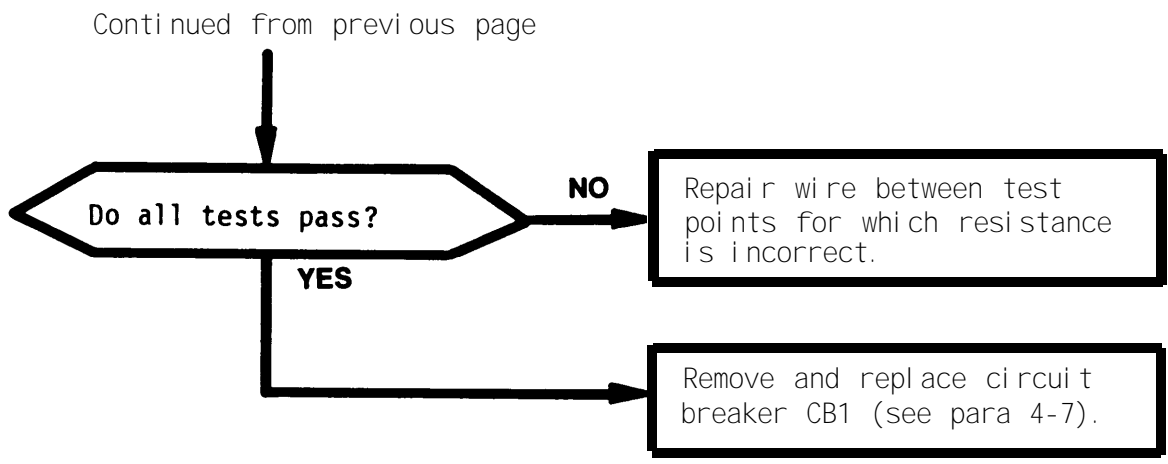 Continued from previous page
Do all tests pass?
NO
Repair wire between test
points for which resistance
is incorrect.
YES
Remove and replace circuit
breaker CB1 (see para 4-7).